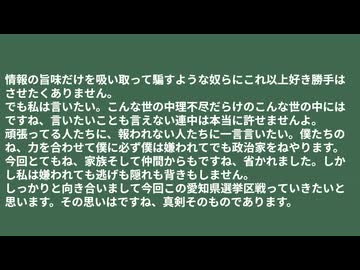 情報の旨味だけを吸い取って騙すような奴らにこれ以上好き勝手は
させたくありません。
でも私は言いたい。こんな世の中理不尽だらけのこんな世の中には
ですね、言いたいことも言えない連中は本当に許せませんよ。
頑張ってる人たちに、報われない人たちに一言言いたい。僕たちの
ね、力を合わせて僕に必ず僕は嫌われてでも政治家をねやります。
今回とてもね、家族そして仲間からもですね、省かれました。しか
し私は嫌われても逃げも隠れも背きもしません。
しっかりと向き合いまして今回この愛知県選挙区戦っていきたいと
思います。その思いはですね、真剣そのものであります。